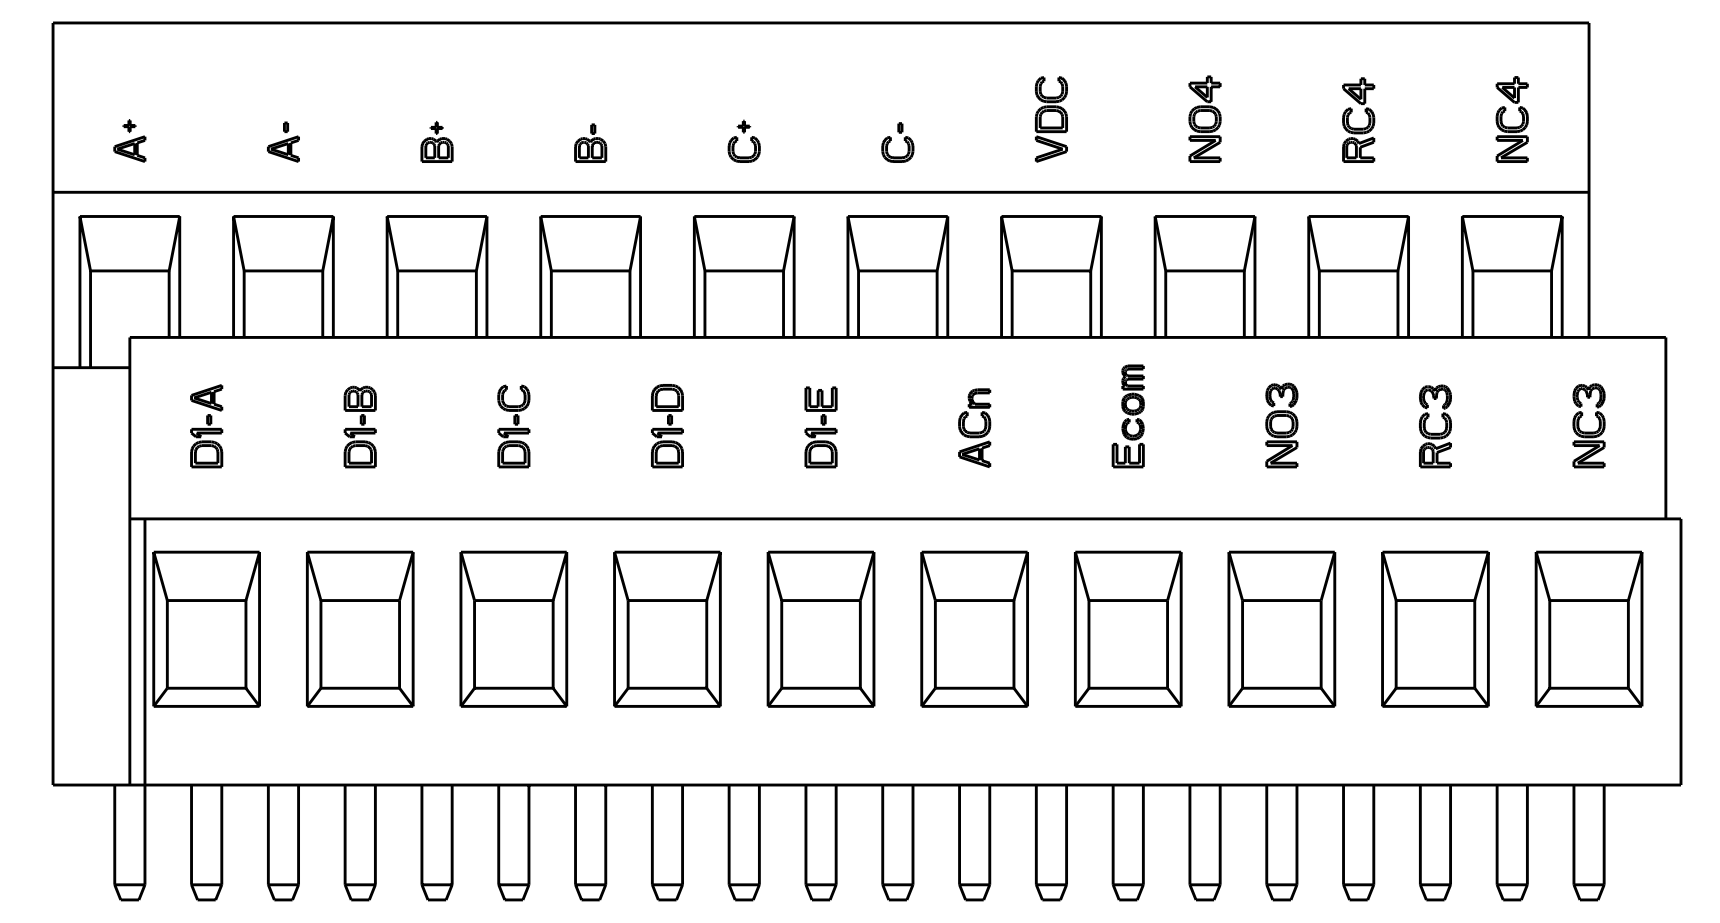 A+ A- B+ B- C+ C- VDC NO4 RC4 NC4
D1-A D1-B D1-C D1-D D1-E ACn Ecom NO3 RC3 NC3